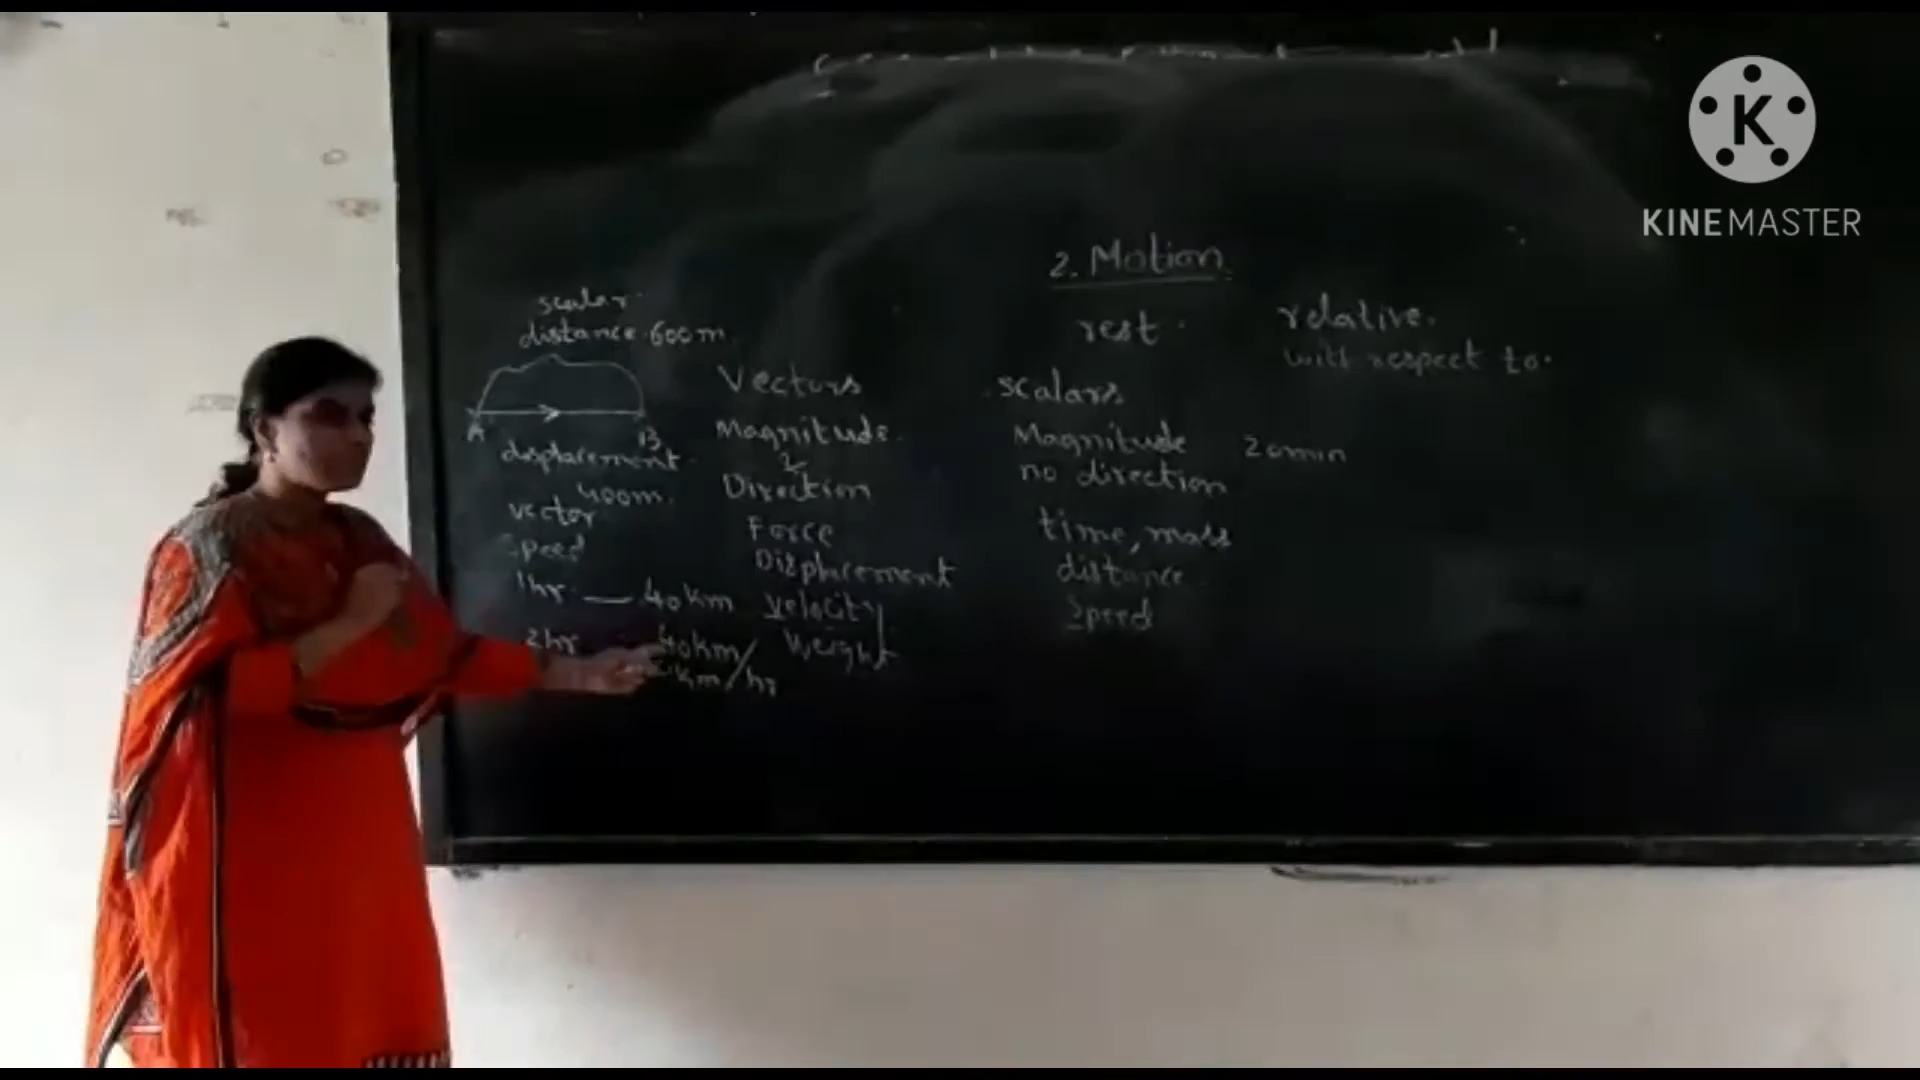 K
KINEMASTER
2. Motion
rest.
relative.
with respect to.
scalar.
distance.600m.
A
B
displacement.
400m.
vector
Speed
1hr. — 40km
2hr
40km/
km/hr
Vectors
Magnitude.
&
Direction
Force
Displacement
Velocity
Weight
scalars
Magnitude 20min
no direction
time, mass
distance
Speed